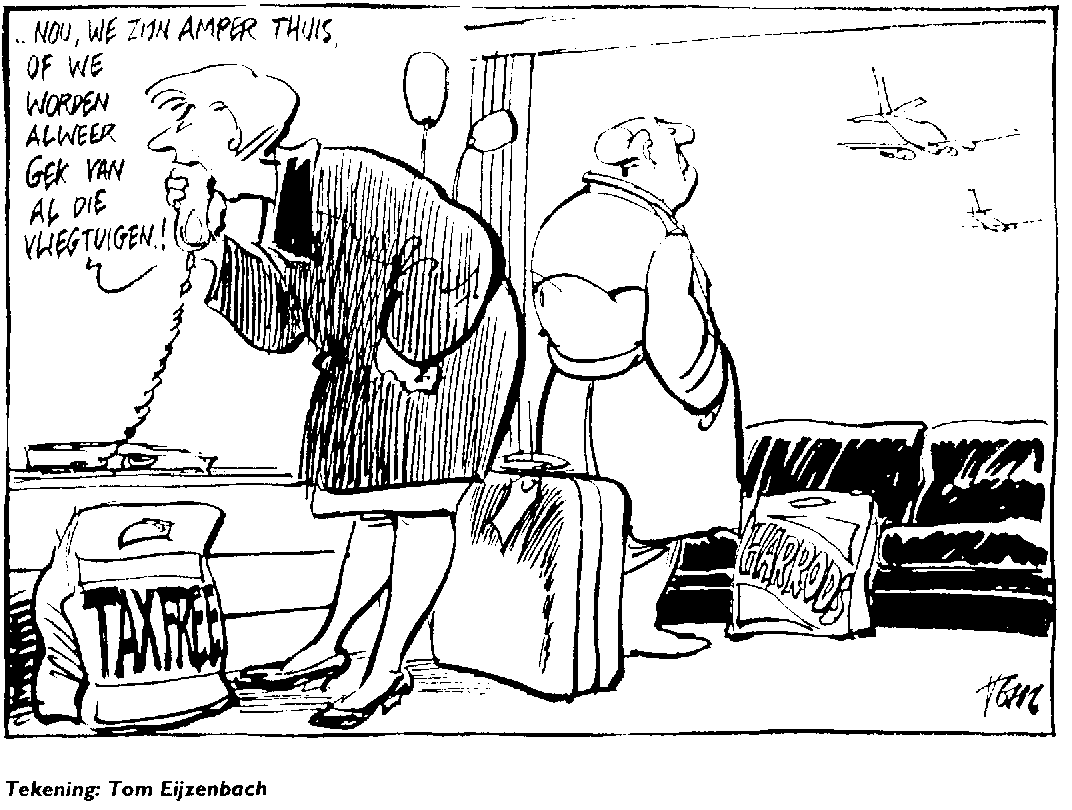 ..NOU, WE ZIJN AMPER THUIS,
OF WE
WORDEN
ALWEER
GEK VAN
AL DIE
VLIEGTUIGEN.!
TAXFREE
HARRODS
Tom
Tekening: Tom Eijzenbach